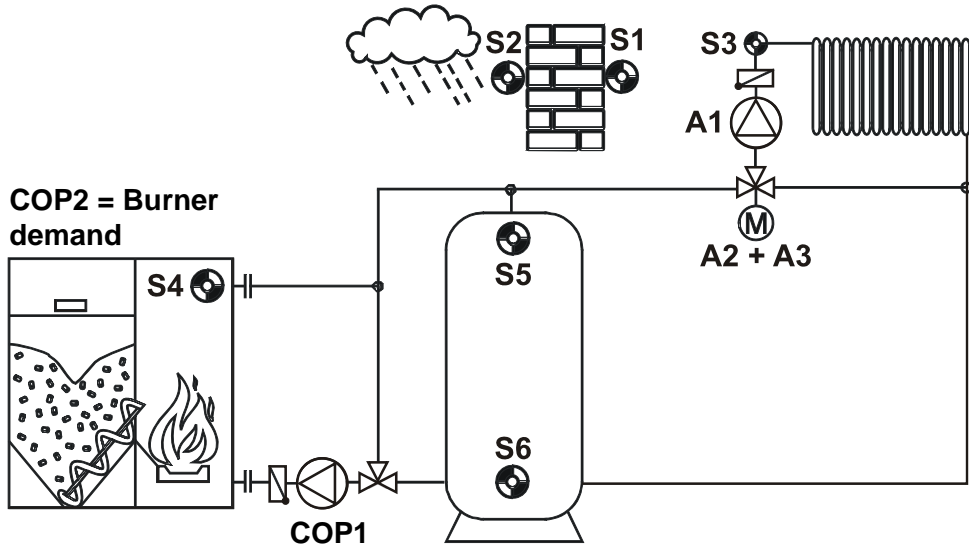 S2
S1
S3
A1
COP2 = Burner
demand
M
A2 + A3
S4
S5
S6
COP1